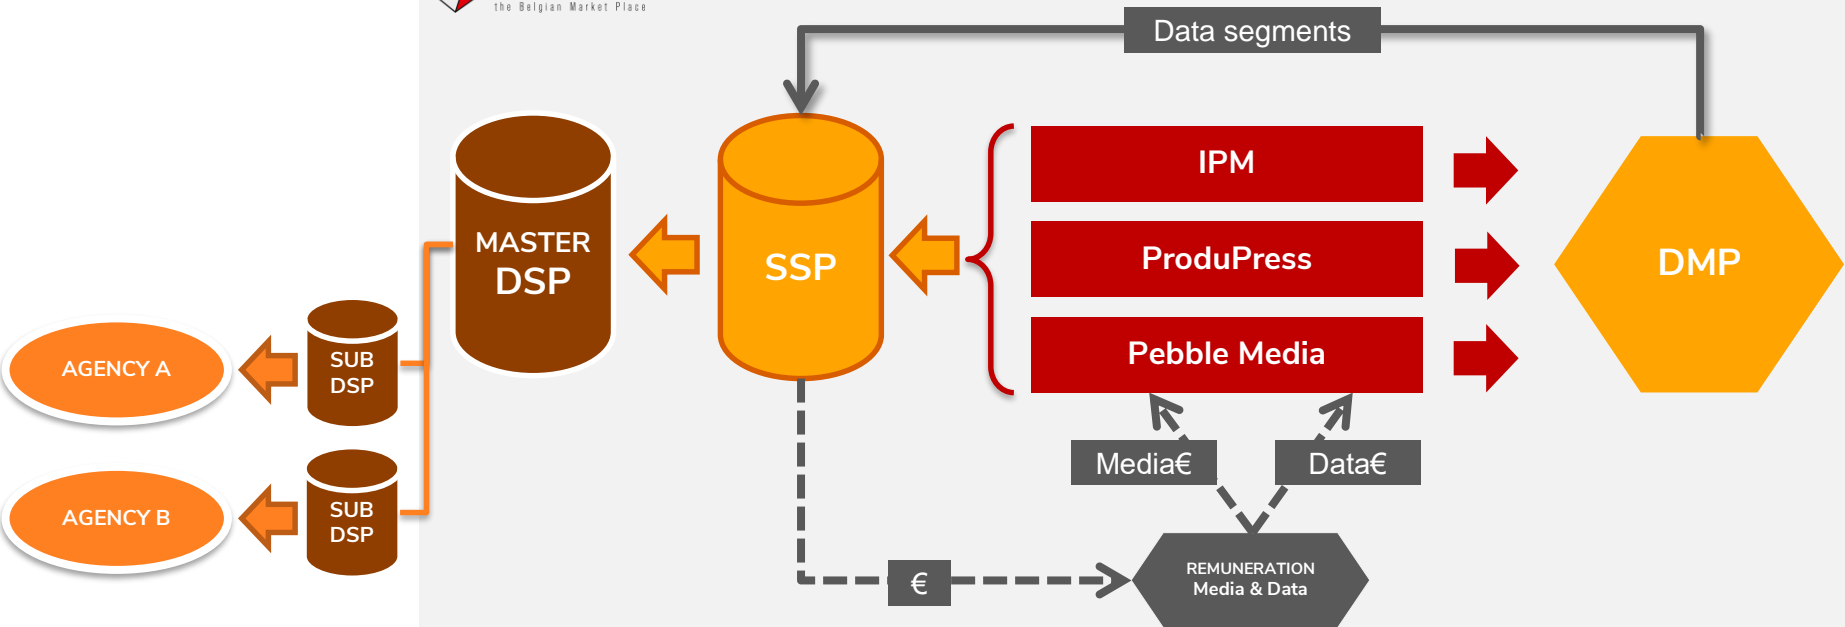 the Belgian Market Place
Data segments
IPM
ProduPress
Pebble Media
DMP
SSP
MASTER
DSP
SUB
DSP
AGENCY A
SUB
DSP
AGENCY B
Media€
Data€
€
REMUNERATION
Media & Data